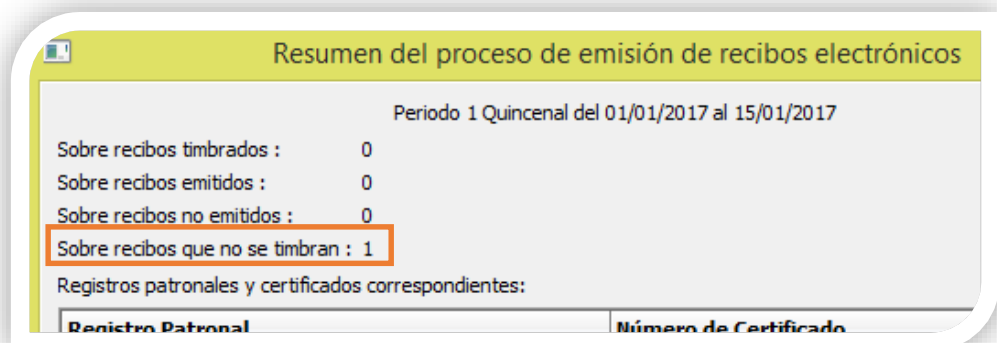 Resumen del proceso de emisión de recibos electrónicos
Periodo 1 Quincenal del 01/01/2017 al 15/01/2017
Sobre recibos timbrados : 0
Sobre recibos emitidos : 0
Sobre recibos no emitidos : 0
Sobre recibos que no se timbran : 1
Registros patronales y certificados correspondientes:
Registro Patronal Número de Certificado